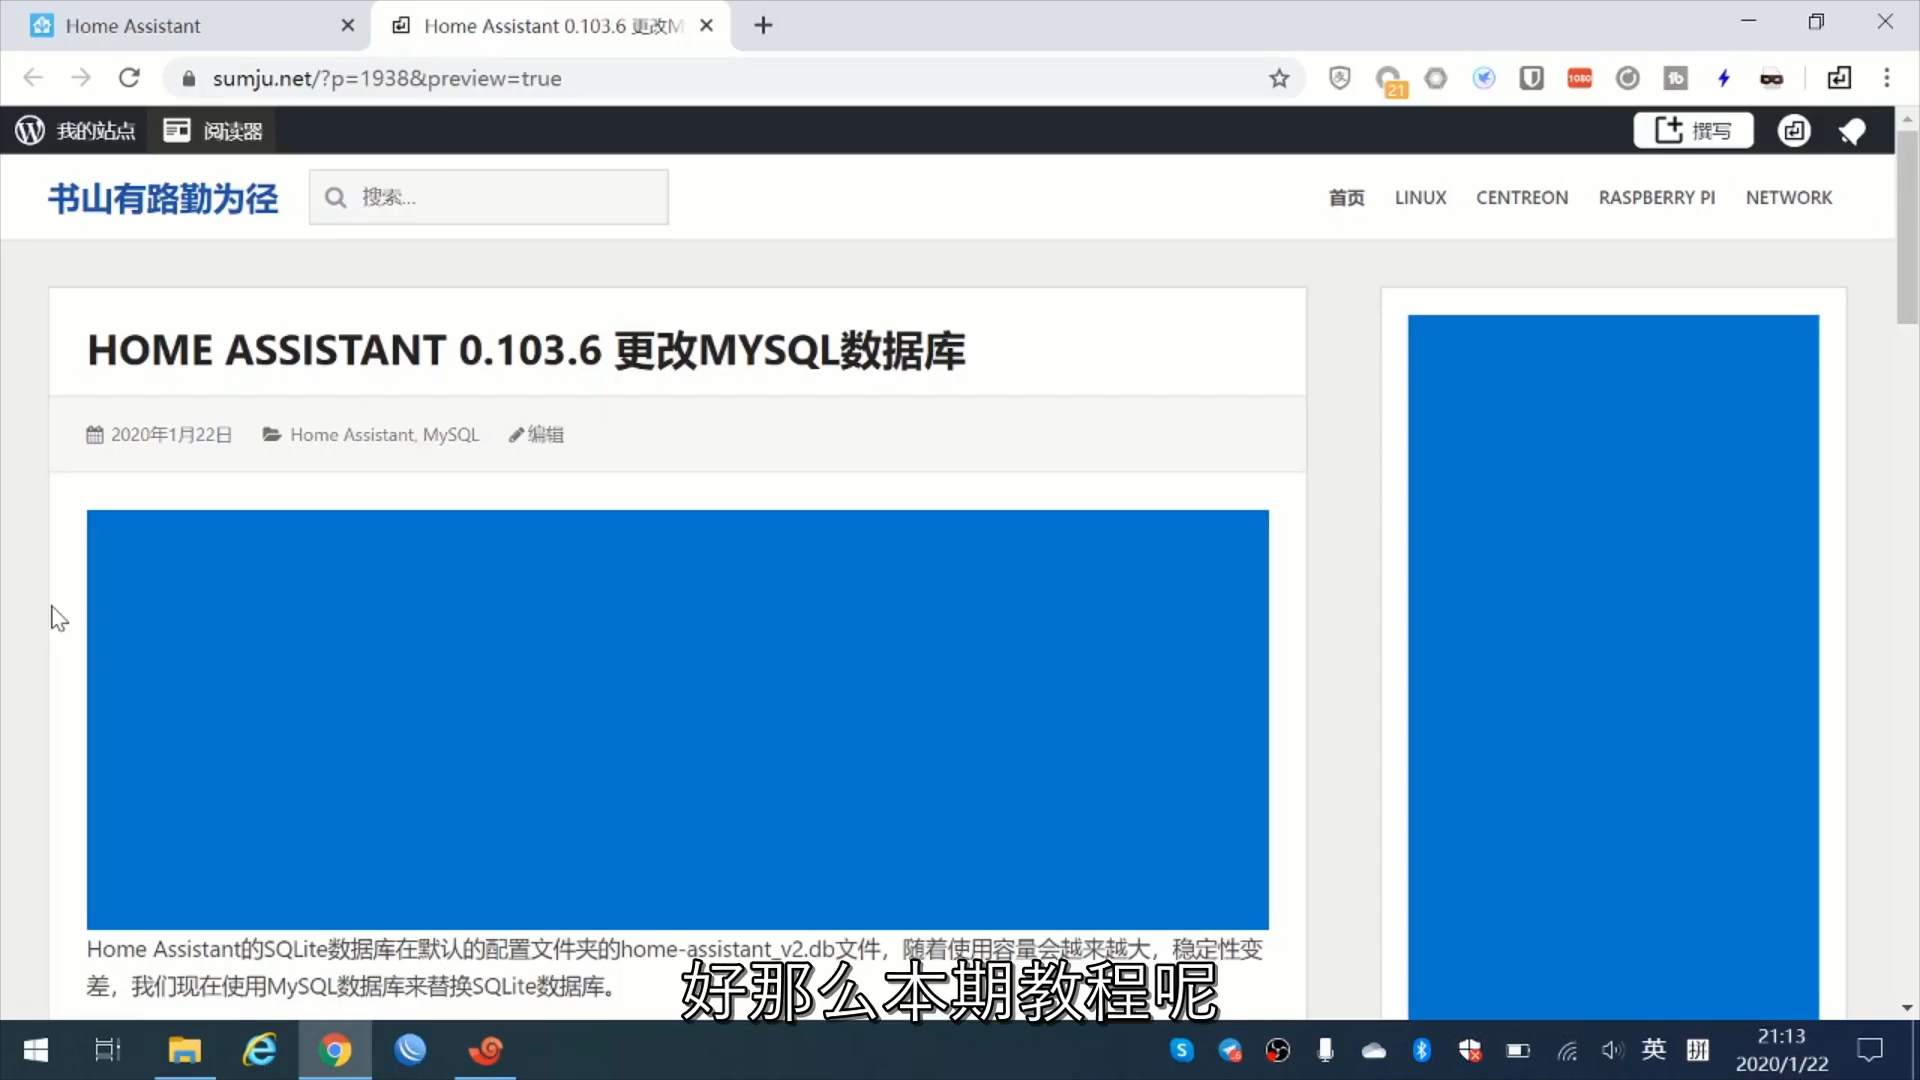 Home Assistant
Home Assistant 0.103.6 更改M
sumju.net/?p=1938&preview=true
21
1080
tb
我的站点
阅读器
撰写
书山有路勤为径
搜索...
首页
LINUX
CENTREON
RASPBERRY PI
NETWORK
HOME ASSISTANT 0.103.6 更改MYSQL数据库
2020年1月22日
Home Assistant, MySQL
编辑
Home Assistant的SQLite数据库在默认的配置文件夹的home-assistant_v2.db文件，随着使用容量会越来越大，稳定性变
差，我们现在使用MySQL数据库来替换SQLite数据库。
好那么本期教程呢
英
拼
21:13
2020/1/22